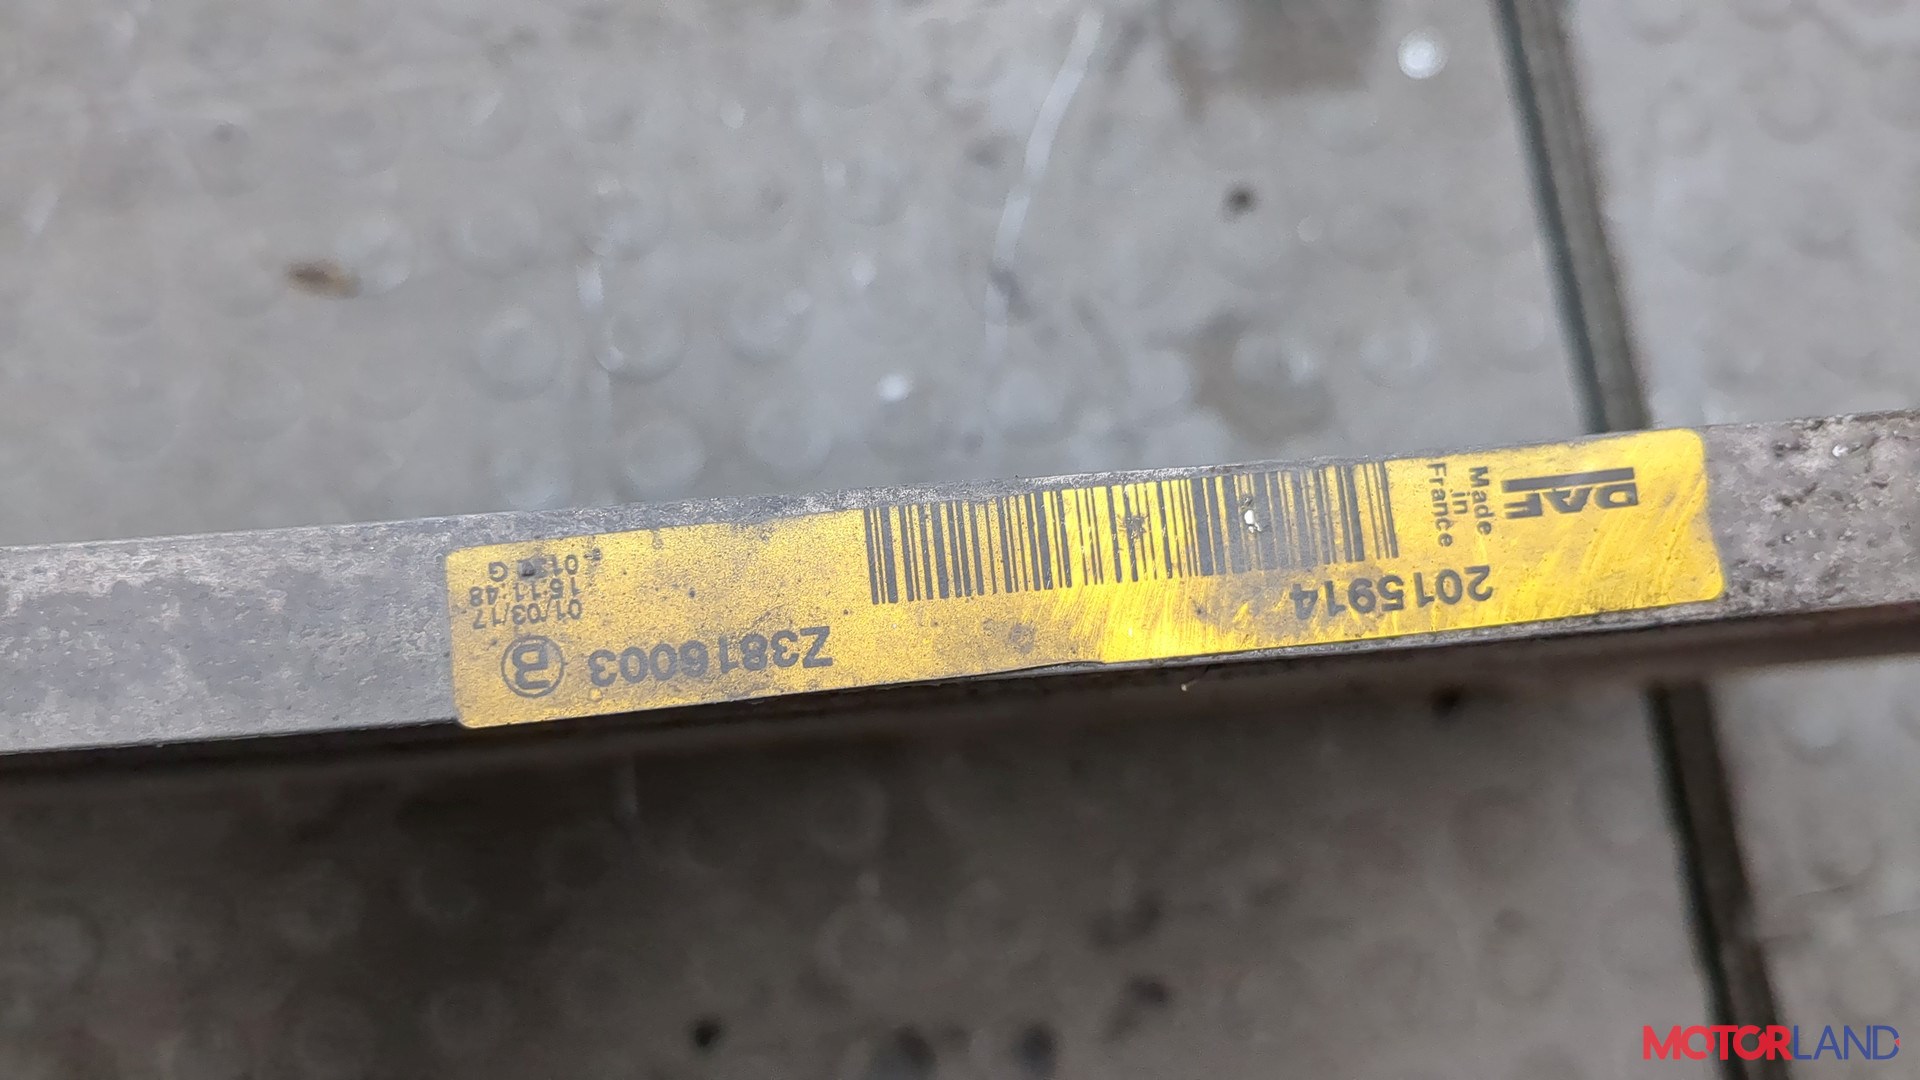 DAF
Made
in
France
2015914
Z3816003
01/03/17
15:11:48
MOTORLAND